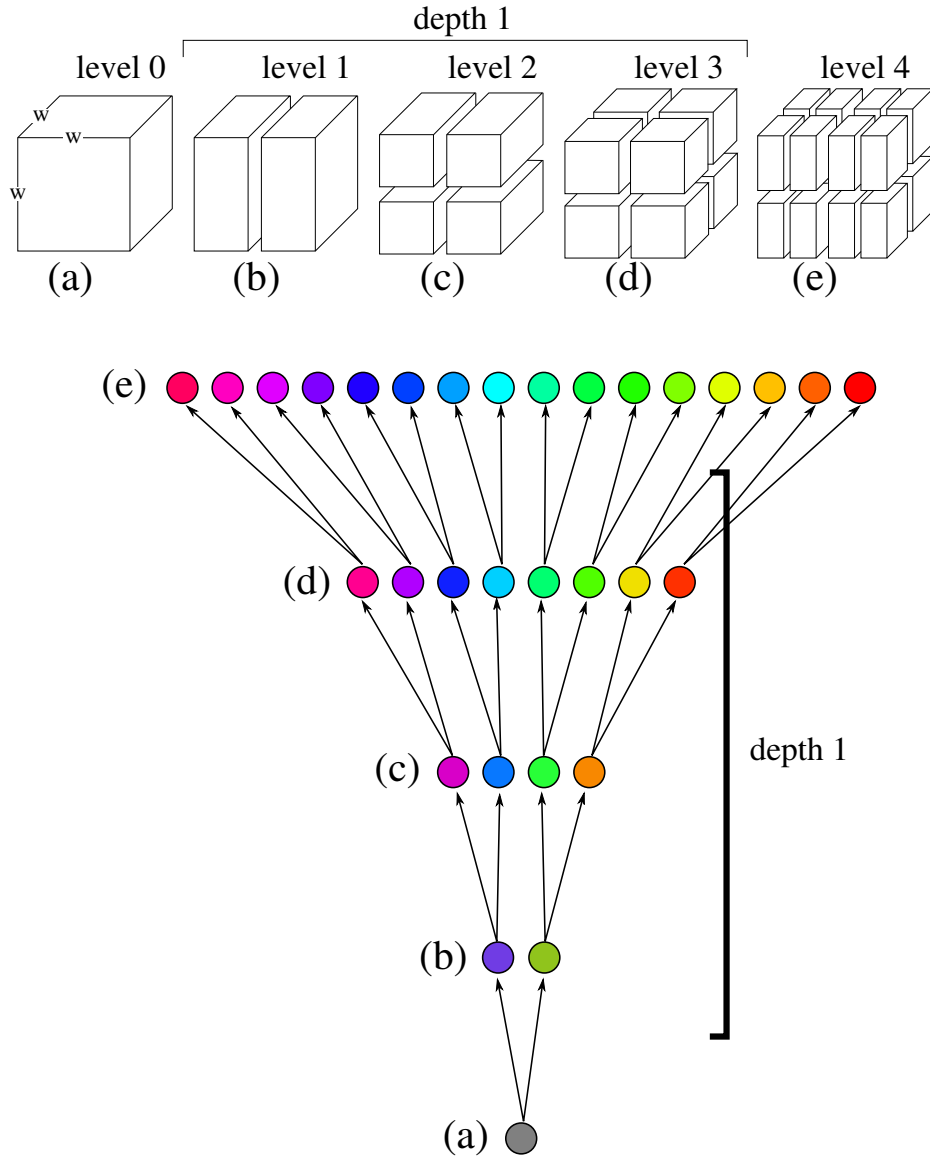 depth 1
level 0 level 1 level 2 level 3 level 4
w
w
w
(a) (b) (c) (d) (e)
(e)
(d)
(c)
depth 1
(b)
(a)